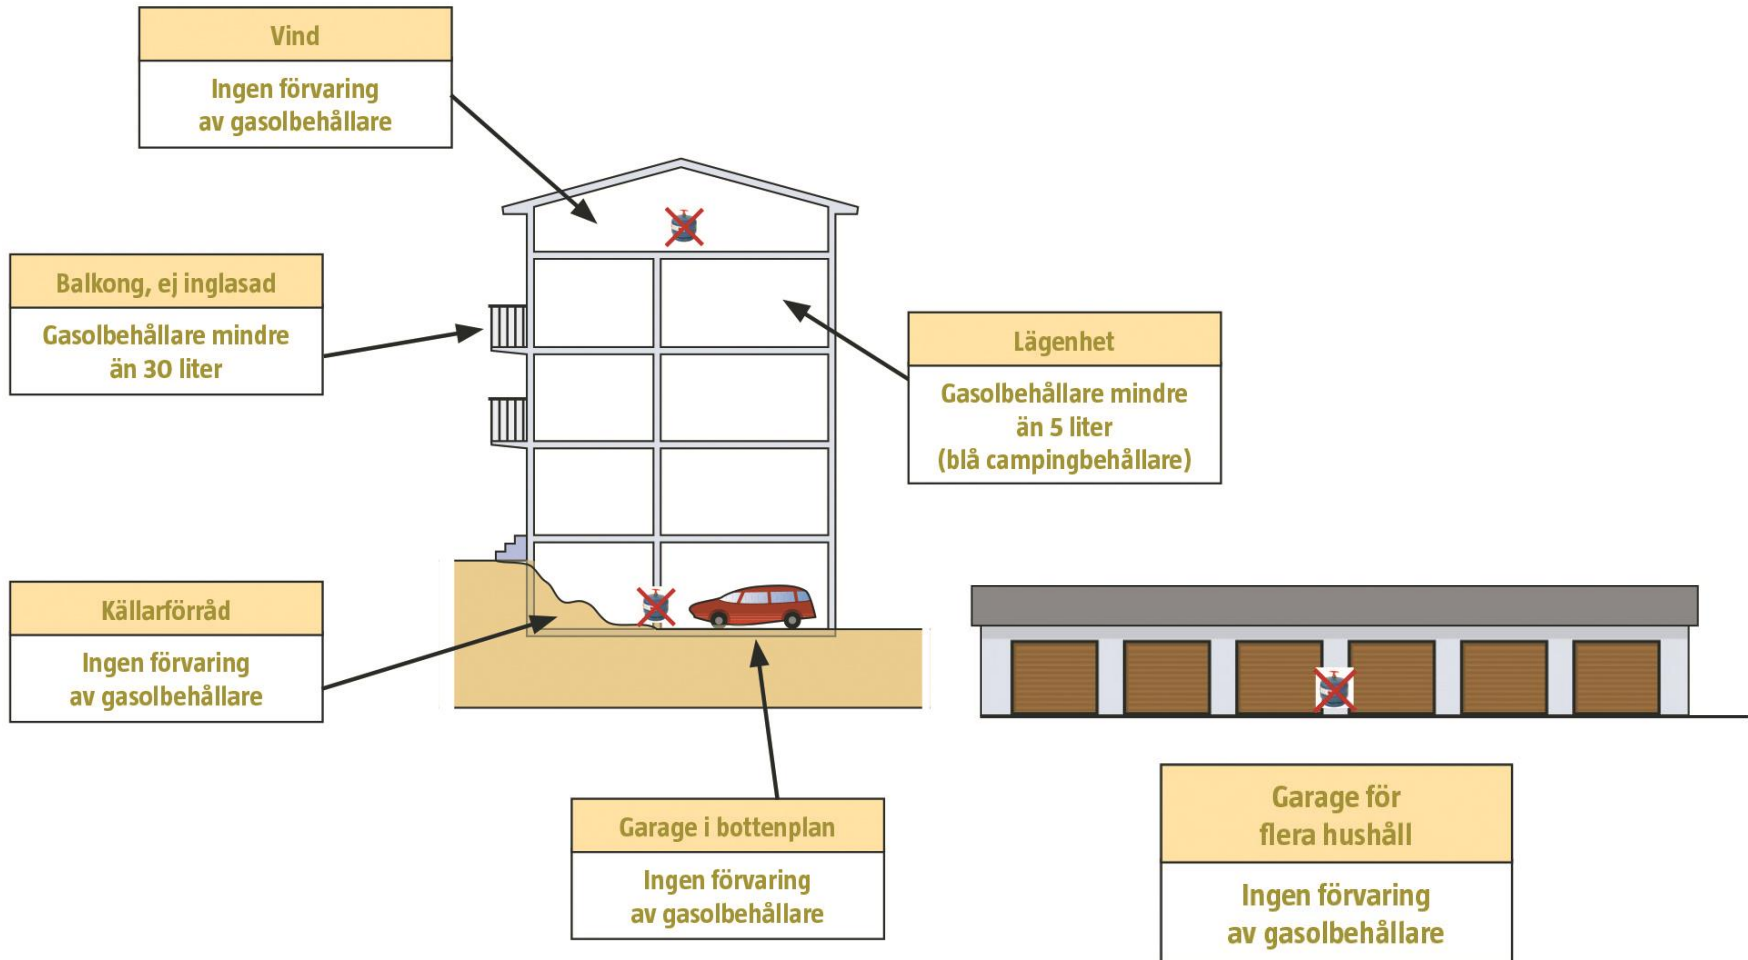 Vind
Ingen förvaring
av gasolbehållare
Balkong, ej inglasad
Gasolbehållare mindre
än 30 liter
Lägenhet
Gasolbehållare mindre
än 5 liter
(blå campingbehållare)
Källarförråd
Ingen förvaring
av gasolbehållare
Garage i bottenplan
Ingen förvaring
av gasolbehållare
Garage för
flera hushåll
Ingen förvaring
av gasolbehållare